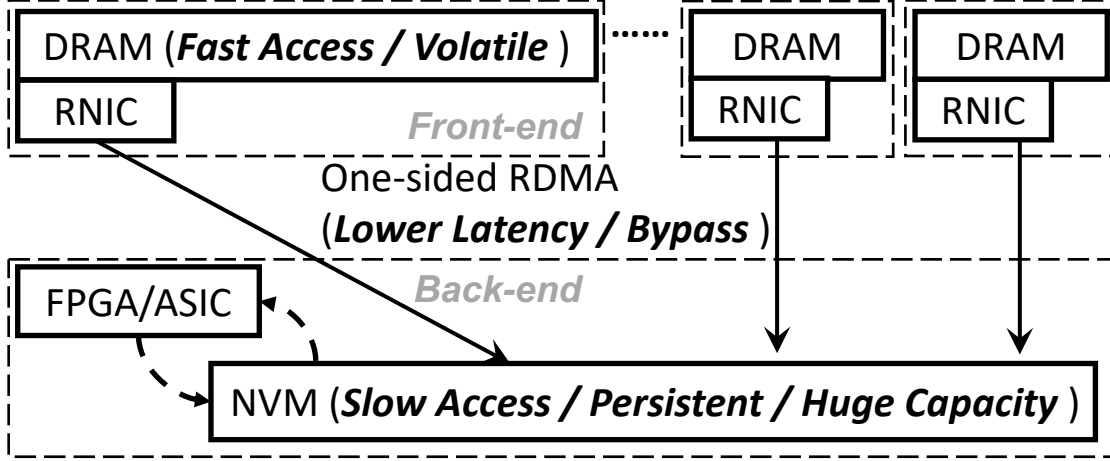 DRAM (Fast Access / Volatile )
......
DRAM
DRAM
RNIC
RNIC
RNIC
Front-end
One-sided RDMA
(Lower Latency / Bypass )
Back-end
FPGA/ASIC
NVM (Slow Access / Persistent / Huge Capacity )